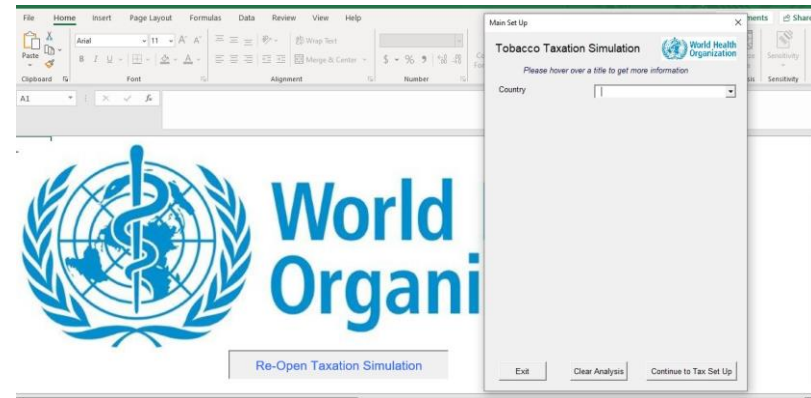 File Home Insert Page Layout Formulas Data Review View Help
Paste
Arial 11 A A
B I U A
Wrap Text
Merge & Center
$ % 9
Sensitivity
Clipboard Font Alignment Number Sensitivity
A1 fx
World
Organi
Re-Open Taxation Simulation
Main Set Up
Tobacco Taxation Simulation
World Health
Organization
Please hover over a title to get more information
Country
Exit Clear Analysis Continue to Tax Set Up